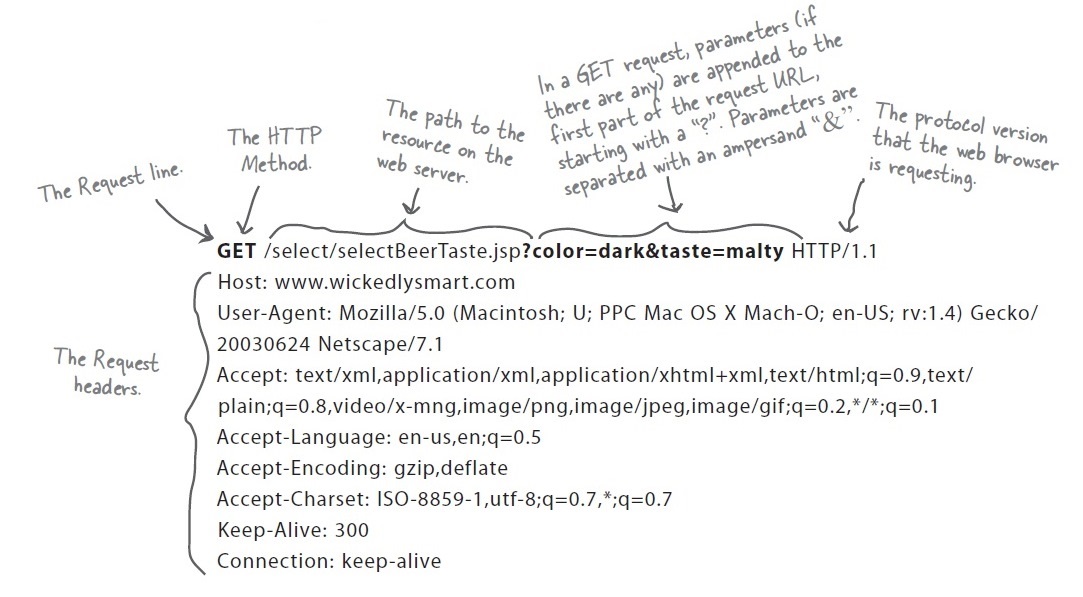 The Request line.
The HTTP
Method.
The path to the
resource on the
web server.
In a GET request, parameters (if
there are any) are appended to the
first part of the request URL,
starting with a "?". Parameters are
separated with an ampersand "&".
The protocol version
that the web browser
is requesting.
GET /select/selectBeerTaste.jsp?color=dark&taste=malty HTTP/1.1
The Request
headers.
Host: www.wickedlysmart.com
User-Agent: Mozilla/5.0 (Macintosh; U; PPC Mac OS X Mach-O; en-US; rv:1.4) Gecko/
20030624 Netscape/7.1
Accept: text/xml,application/xml,application/xhtml+xml,text/html;q=0.9,text/
plain;q=0.8,video/x-mng,image/png,image/jpeg,image/gif;q=0.2,*/*;q=0.1
Accept-Language: en-us,en;q=0.5
Accept-Encoding: gzip,deflate
Accept-Charset: ISO-8859-1,utf-8;q=0.7,*;q=0.7
Keep-Alive: 300
Connection: keep-alive